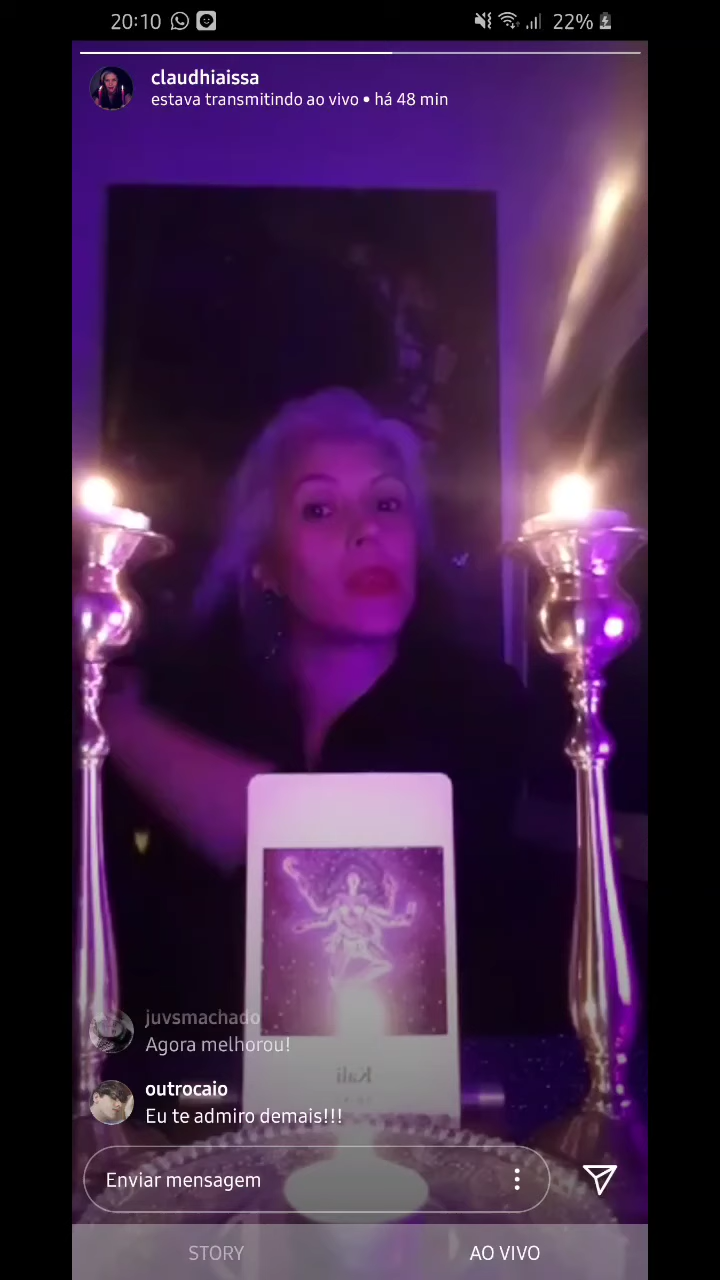 20:10
22%
claudhiaissa
estava transmitindo ao vivo • há 48 min
juvsmachado
Agora melhorou!
Kali
outrocaio
Eu te admiro demais!!!
Enviar mensagem
STORY
AO VIVO